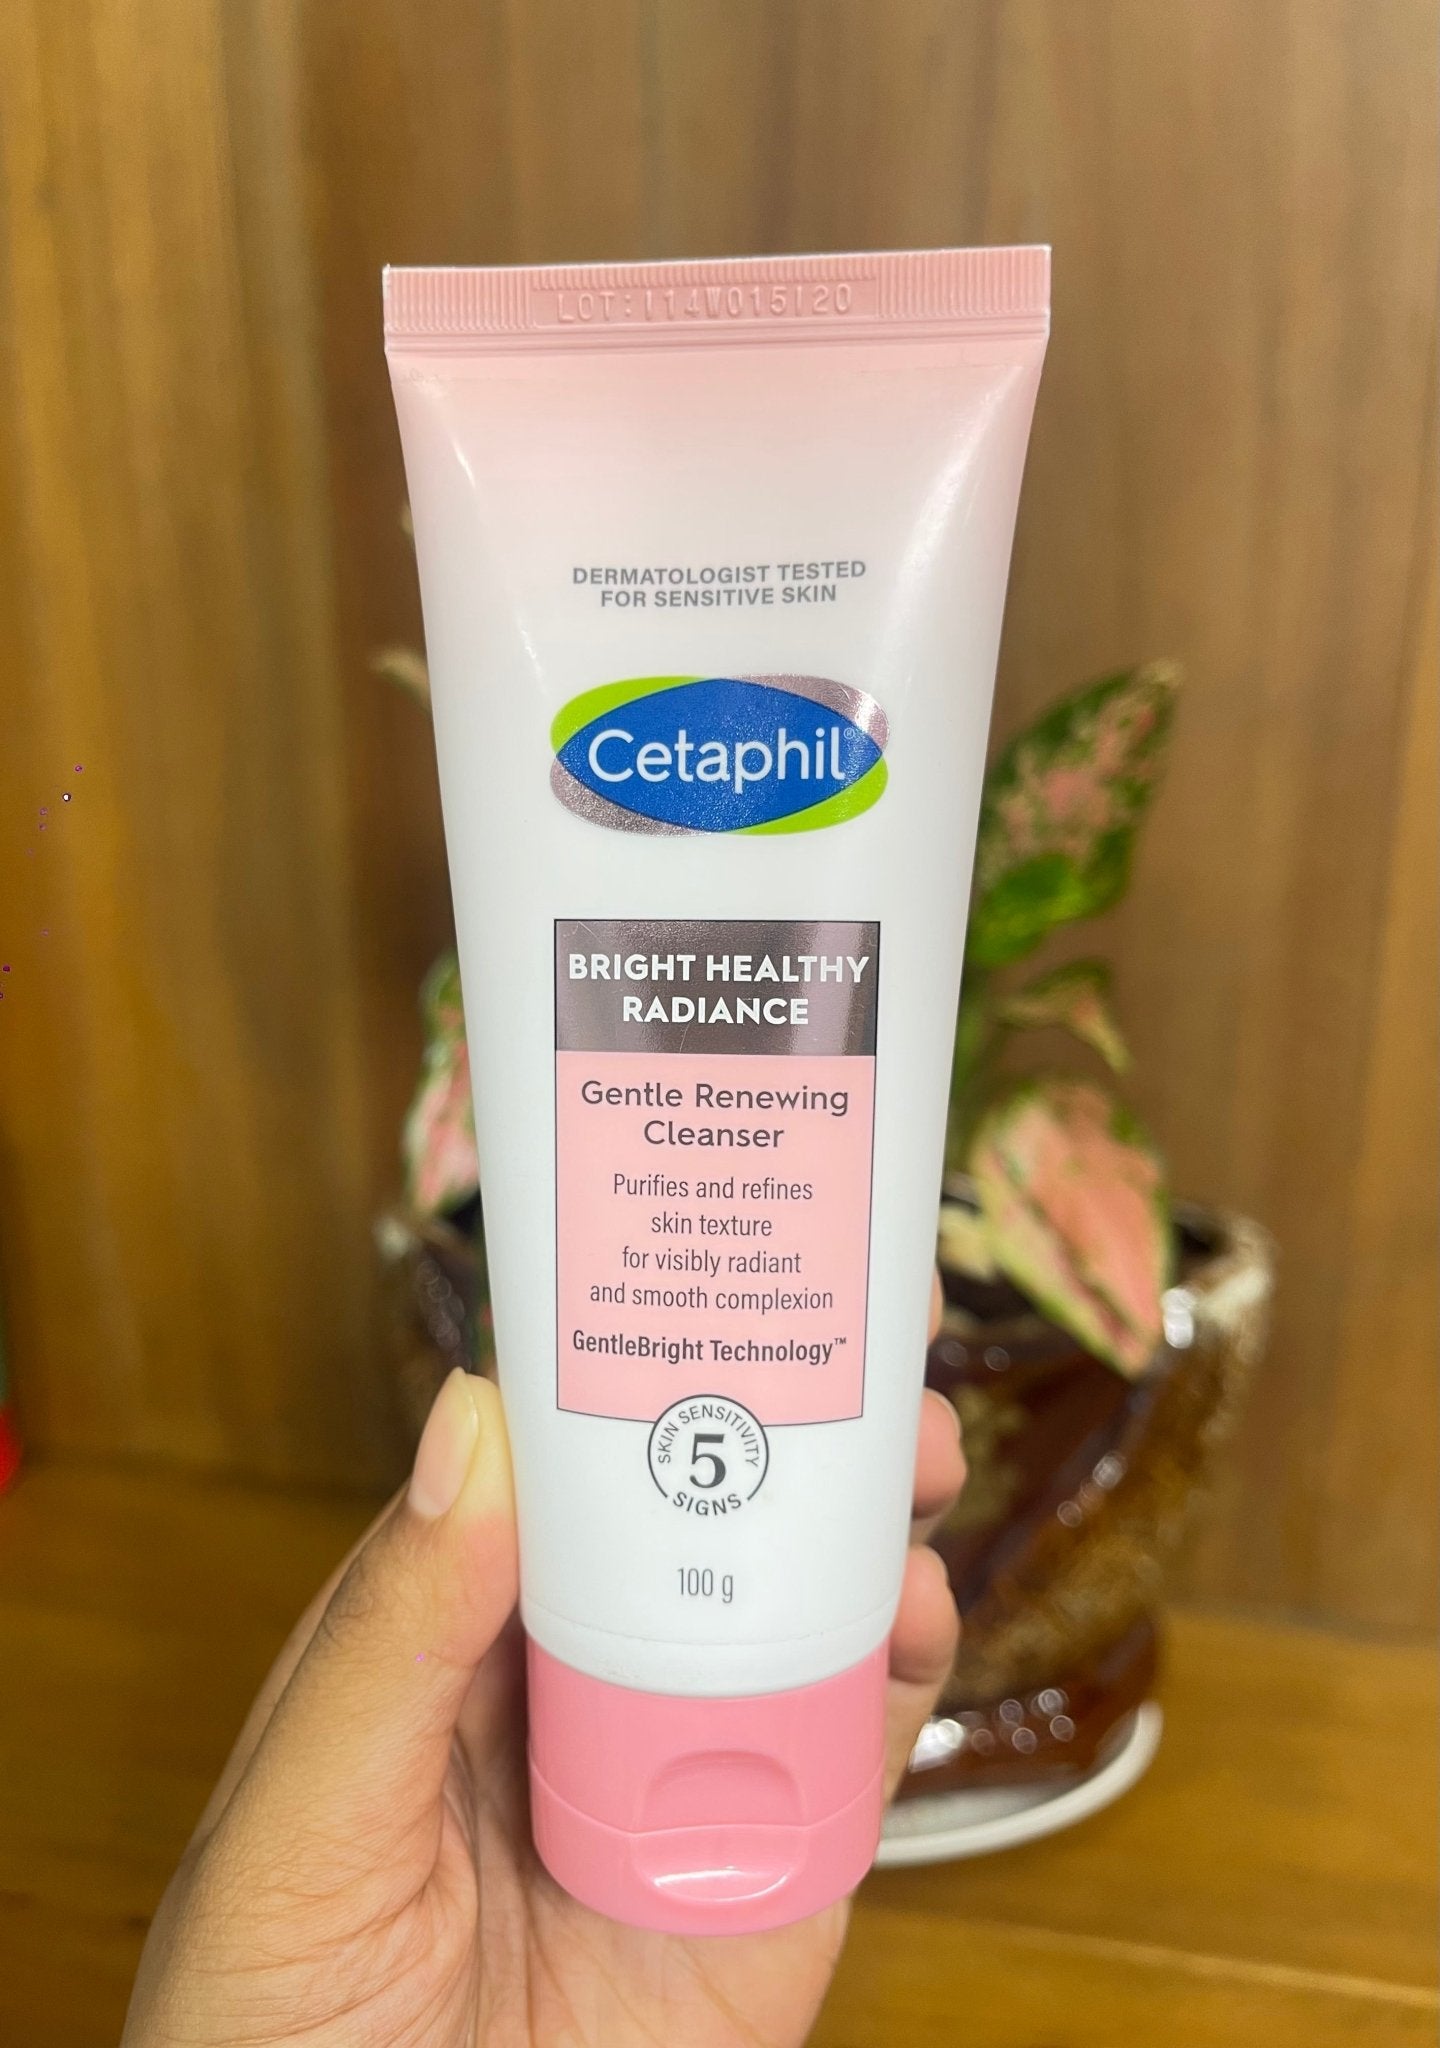 LOT: I14W015120
DERMATOLOGIST TESTED
FOR SENSITIVE SKIN
Cetaphil®
BRIGHT HEALTHY
RADIANCE
Gentle Renewing
Cleanser
Purifies and refines
skin texture
for visibly radiant
and smooth complexion
GentleBright Technology™
SKIN SENSITIVITY
5
SIGNS
100 g